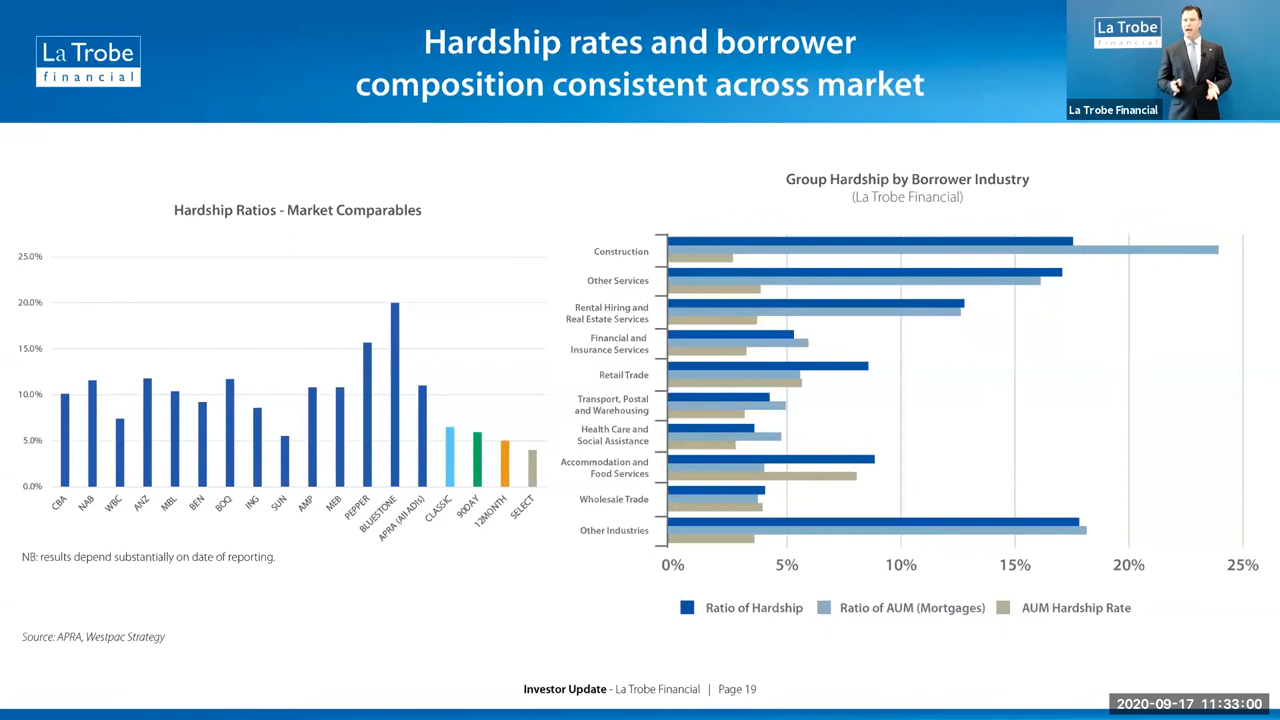 La Trobe
financial
Hardship rates and borrower
composition consistent across market
La Trobe
financial
La Trobe Financial
Hardship Ratios - Market Comparables
25.0%
20.0%
15.0%
10.0%
5.0%
0.0%
CBA
NAB
WBC
ANZ
MBL
BEN
BOQ
ING
SUN
AMP
MEB
PEPPER
BLUESTONE
APRA (All ADIs)
CLASSIC
90DAY
12MONTH
SELECT
NB: results depend substantially on date of reporting.
Source: APRA, Westpac Strategy
Group Hardship by Borrower Industry
(La Trobe Financial)
Construction
Other Services
Rental Hiring and
Real Estate Services
Financial and
Insurance Services
Retail Trade
Transport, Postal
and Warehousing
Health Care and
Social Assistance
Accommodation and
Food Services
Wholesale Trade
Other Industries
0% 5% 10% 15% 20% 25%
Ratio of Hardship Ratio of AUM (Mortgages) AUM Hardship Rate
Investor Update - La Trobe Financial | Page 19
2020-09-17 11:33:00